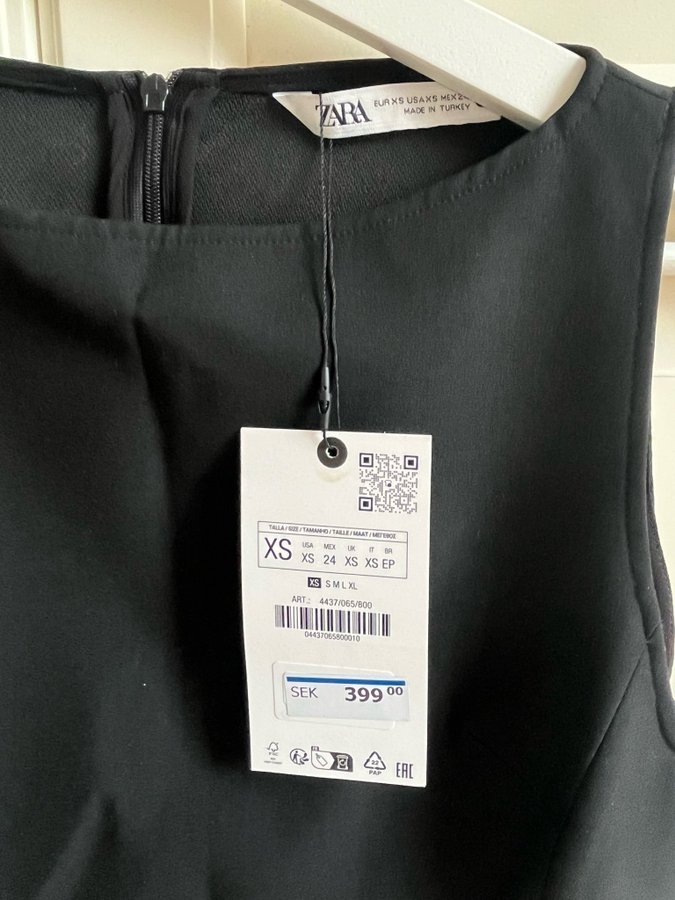 ZARA
EUR XS USA XS MEX
MADE IN TURKEY
TALLA / SIZE / TAMANHO / TAILLE / MAAT / ΜΕΓΕΘΟΣ
XS
USA MEX UK IT BR
XS 24 XS XS EP
XS S M L XL
ART.: 4437/065/800
04437065800010
SEK 399 00
FSC
22
PAP
EAC